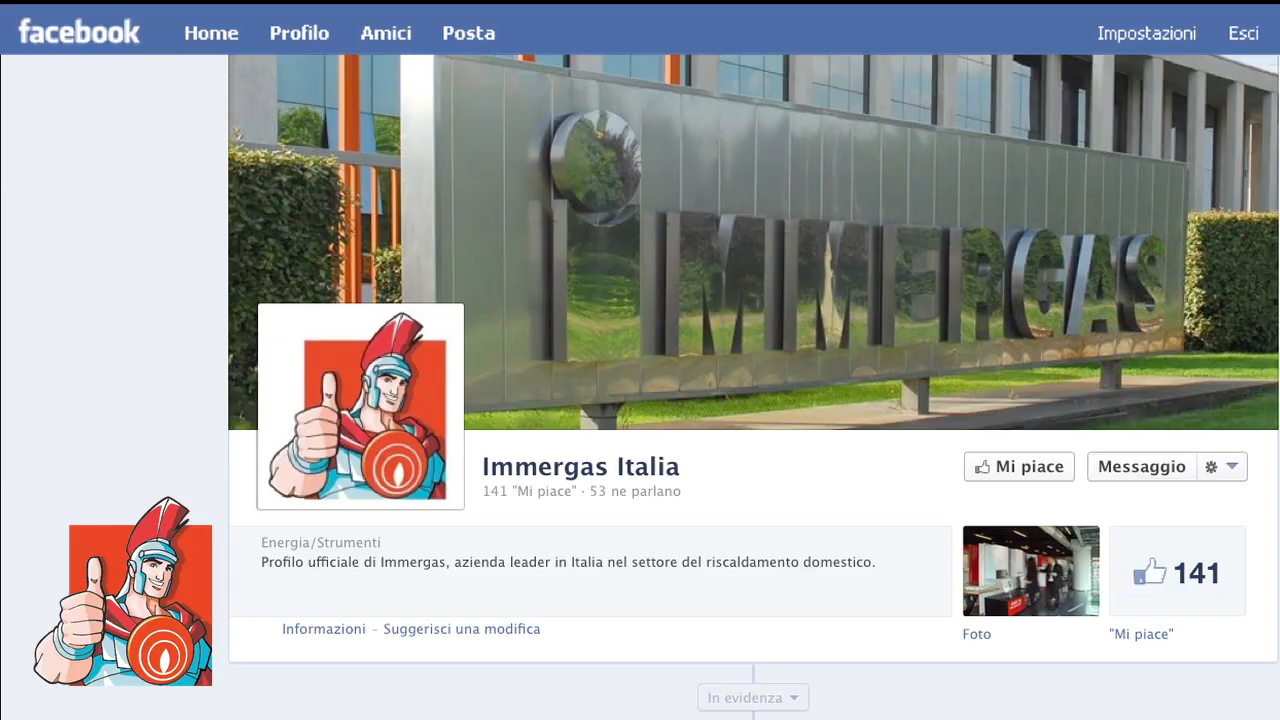 facebook Home Profilo Amici Posta Impostazioni Esci
iMMERGAS
Immergas Italia
141 "Mi piace" · 53 ne parlano
Mi piace
Messaggio
Energia/Strumenti
Profilo ufficiale di Immergas, azienda leader in Italia nel settore del riscaldamento domestico.
141
Informazioni – Suggerisci una modifica
Foto
"Mi piace"
In evidenza